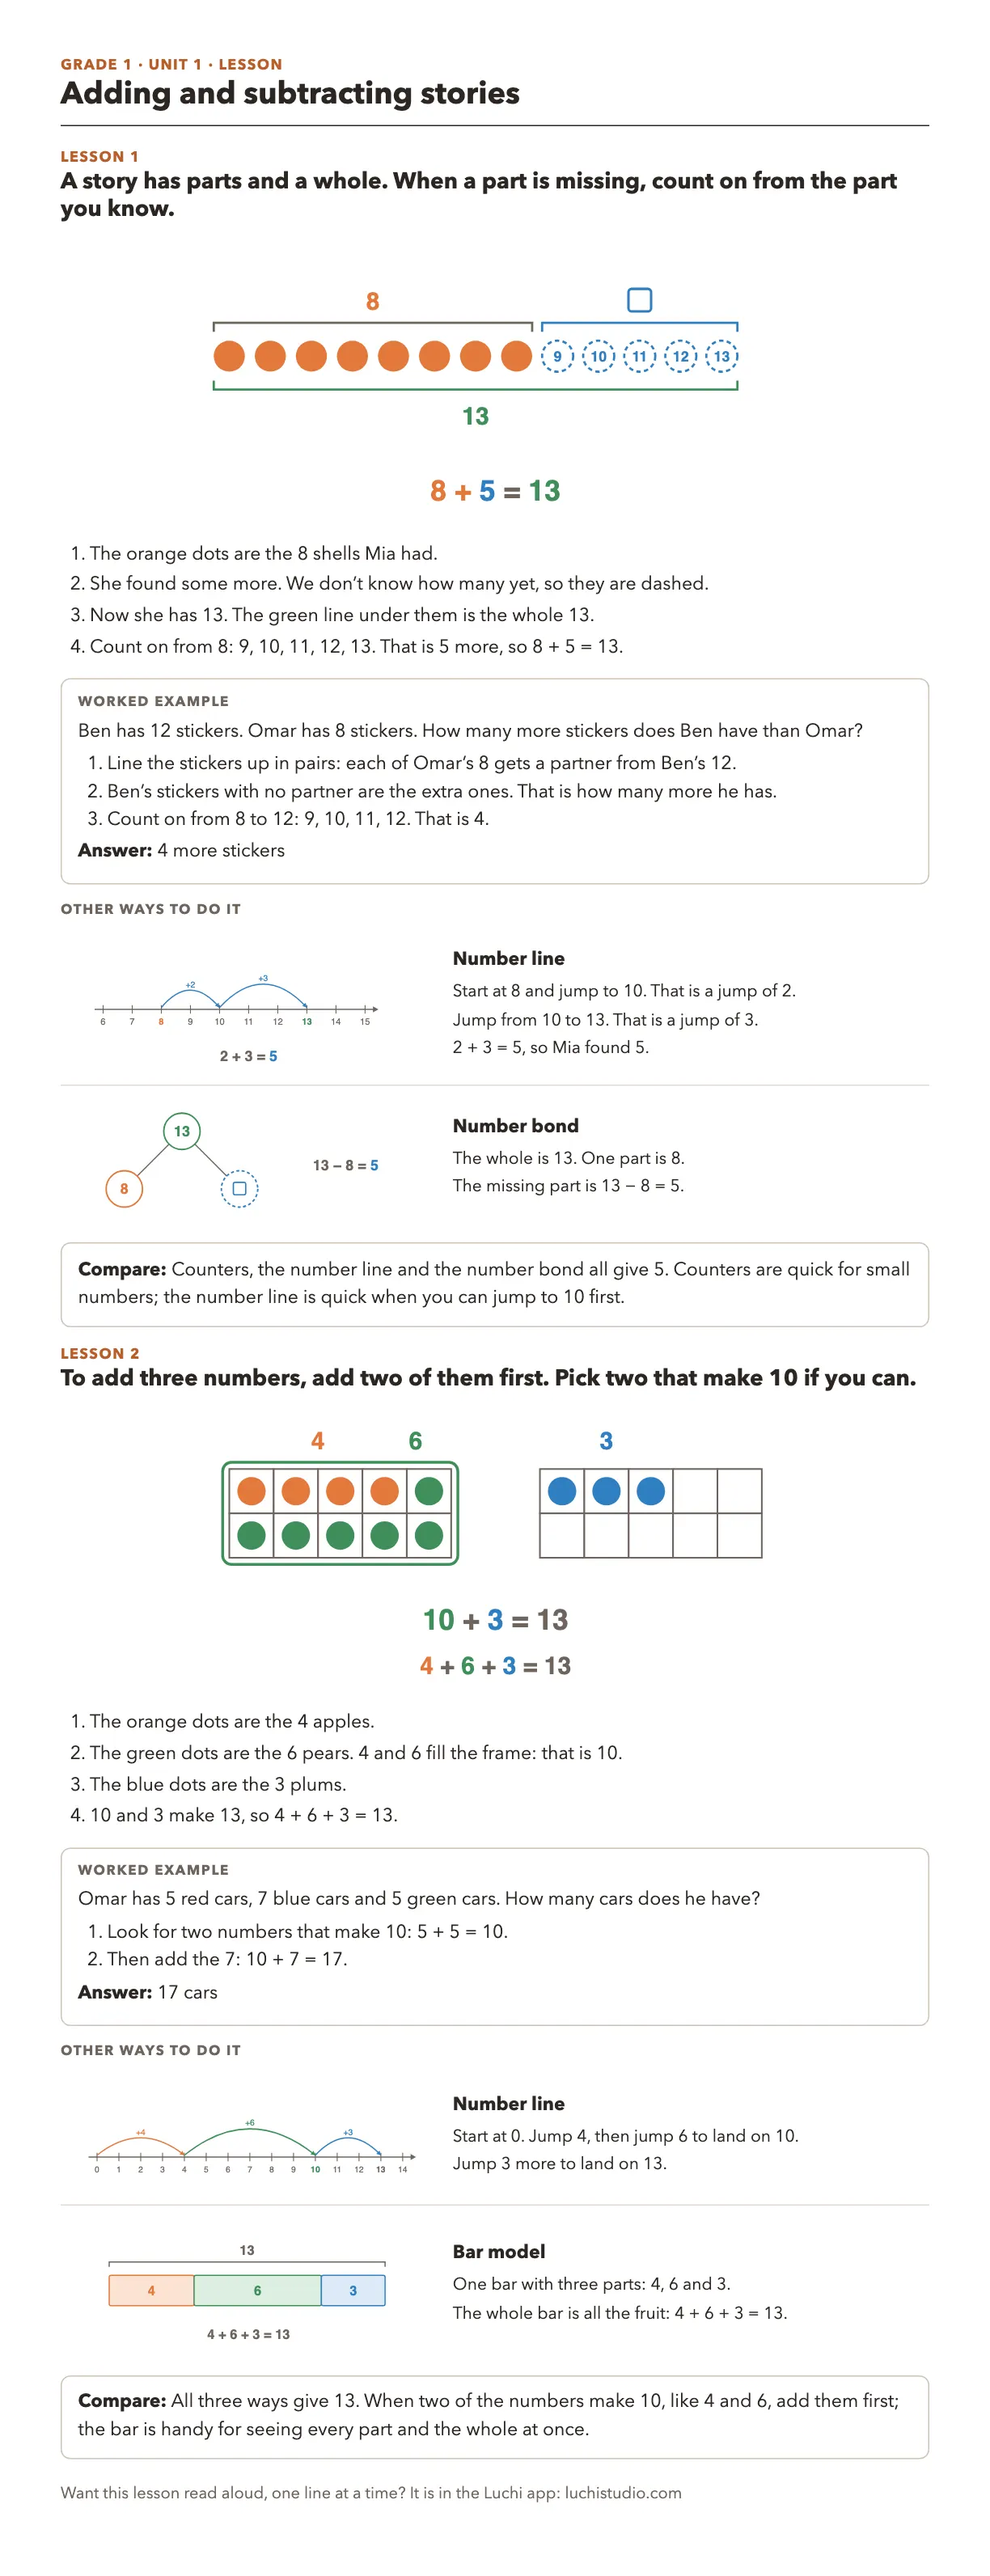 GRADE 1 · UNIT 1 · LESSON
Adding and subtracting stories
LESSON 1
A story has parts and a whole. When a part is missing, count on from the part
you know.
8
9 10 11 12 13
13
8 + 5 = 13
1. The orange dots are the 8 shells Mia had.
2. She found some more. We don’t know how many yet, so they are dashed.
3. Now she has 13. The green line under them is the whole 13.
4. Count on from 8: 9, 10, 11, 12, 13. That is 5 more, so 8 + 5 = 13.
WORKED EXAMPLE
Ben has 12 stickers. Omar has 8 stickers. How many more stickers does Ben have than Omar?
1. Line the stickers up in pairs: each of Omar’s 8 gets a partner from Ben’s 12.
2. Ben’s stickers with no partner are the extra ones. That is how many more he has.
3. Count on from 8 to 12: 9, 10, 11, 12. That is 4.
Answer: 4 more stickers
OTHER WAYS TO DO IT
+2 +3
6 7 8 9 10 11 12 13 14 15
2 + 3 = 5
Number line
Start at 8 and jump to 10. That is a jump of 2.
Jump from 10 to 13. That is a jump of 3.
2 + 3 = 5, so Mia found 5.
13
8
13 − 8 = 5
Number bond
The whole is 13. One part is 8.
The missing part is 13 − 8 = 5.
Compare: Counters, the number line and the number bond all give 5. Counters are quick for small
numbers; the number line is quick when you can jump to 10 first.
LESSON 2
To add three numbers, add two of them first. Pick two that make 10 if you can.
4 6 3
10 + 3 = 13
4 + 6 + 3 = 13
1. The orange dots are the 4 apples.
2. The green dots are the 6 pears. 4 and 6 fill the frame: that is 10.
3. The blue dots are the 3 plums.
4. 10 and 3 make 13, so 4 + 6 + 3 = 13.
WORKED EXAMPLE
Omar has 5 red cars, 7 blue cars and 5 green cars. How many cars does he have?
1. Look for two numbers that make 10: 5 + 5 = 10.
2. Then add the 7: 10 + 7 = 17.
Answer: 17 cars
OTHER WAYS TO DO IT
+4 +6 +3
0 1 2 3 4 5 6 7 8 9 10 11 12 13 14
Number line
Start at 0. Jump 4, then jump 6 to land on 10.
Jump 3 more to land on 13.
13
4 6 3
4 + 6 + 3 = 13
Bar model
One bar with three parts: 4, 6 and 3.
The whole bar is all the fruit: 4 + 6 + 3 = 13.
Compare: All three ways give 13. When two of the numbers make 10, like 4 and 6, add them first;
the bar is handy for seeing every part and the whole at once.
Want this lesson read aloud, one line at a time? It is in the Luchi app: luchistudio.com